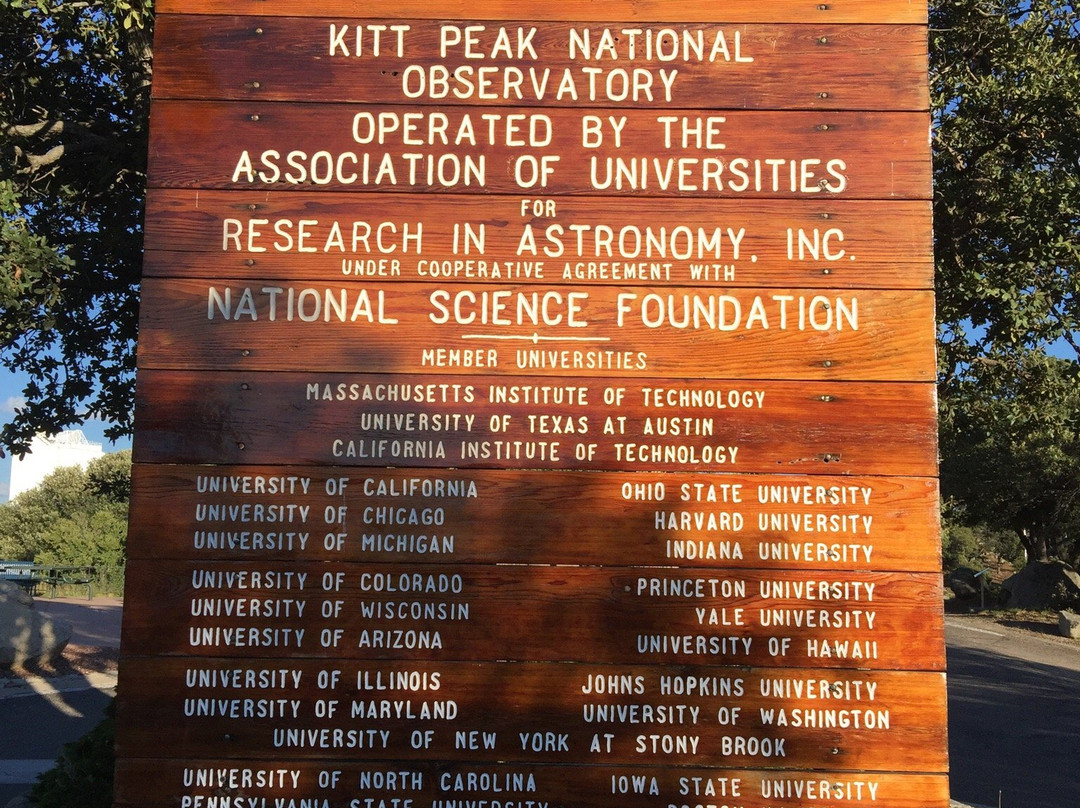 KITT PEAK NATIONAL
OBSERVATORY
OPERATED BY THE
ASSOCIATION OF UNIVERSITIES
FOR
RESEARCH IN ASTRONOMY, INC.
UNDER COOPERATIVE AGREEMENT WITH
NATIONAL SCIENCE FOUNDATION
MEMBER UNIVERSITIES
MASSACHUSETTS INSTITUTE OF TECHNOLOGY
UNIVERSITY OF TEXAS AT AUSTIN
CALIFORNIA INSTITUTE OF TECHNOLOGY
UNIVERSITY OF CALIFORNIA OHIO STATE UNIVERSITY
UNIVERSITY OF CHICAGO HARVARD UNIVERSITY
UNIVERSITY OF MICHIGAN INDIANA UNIVERSITY
UNIVERSITY OF COLORADO PRINCETON UNIVERSITY
UNIVERSITY OF WISCONSIN YALE UNIVERSITY
UNIVERSITY OF ARIZONA UNIVERSITY OF HAWAII
UNIVERSITY OF ILLINOIS JOHNS HOPKINS UNIVERSITY
UNIVERSITY OF MARYLAND UNIVERSITY OF WASHINGTON
UNIVERSITY OF NEW YORK AT STONY BROOK
UNIVERSITY OF NORTH CAROLINA IOWA STATE UNIVERSITY
PENNSYLVANIA STATE UNIVERSITY